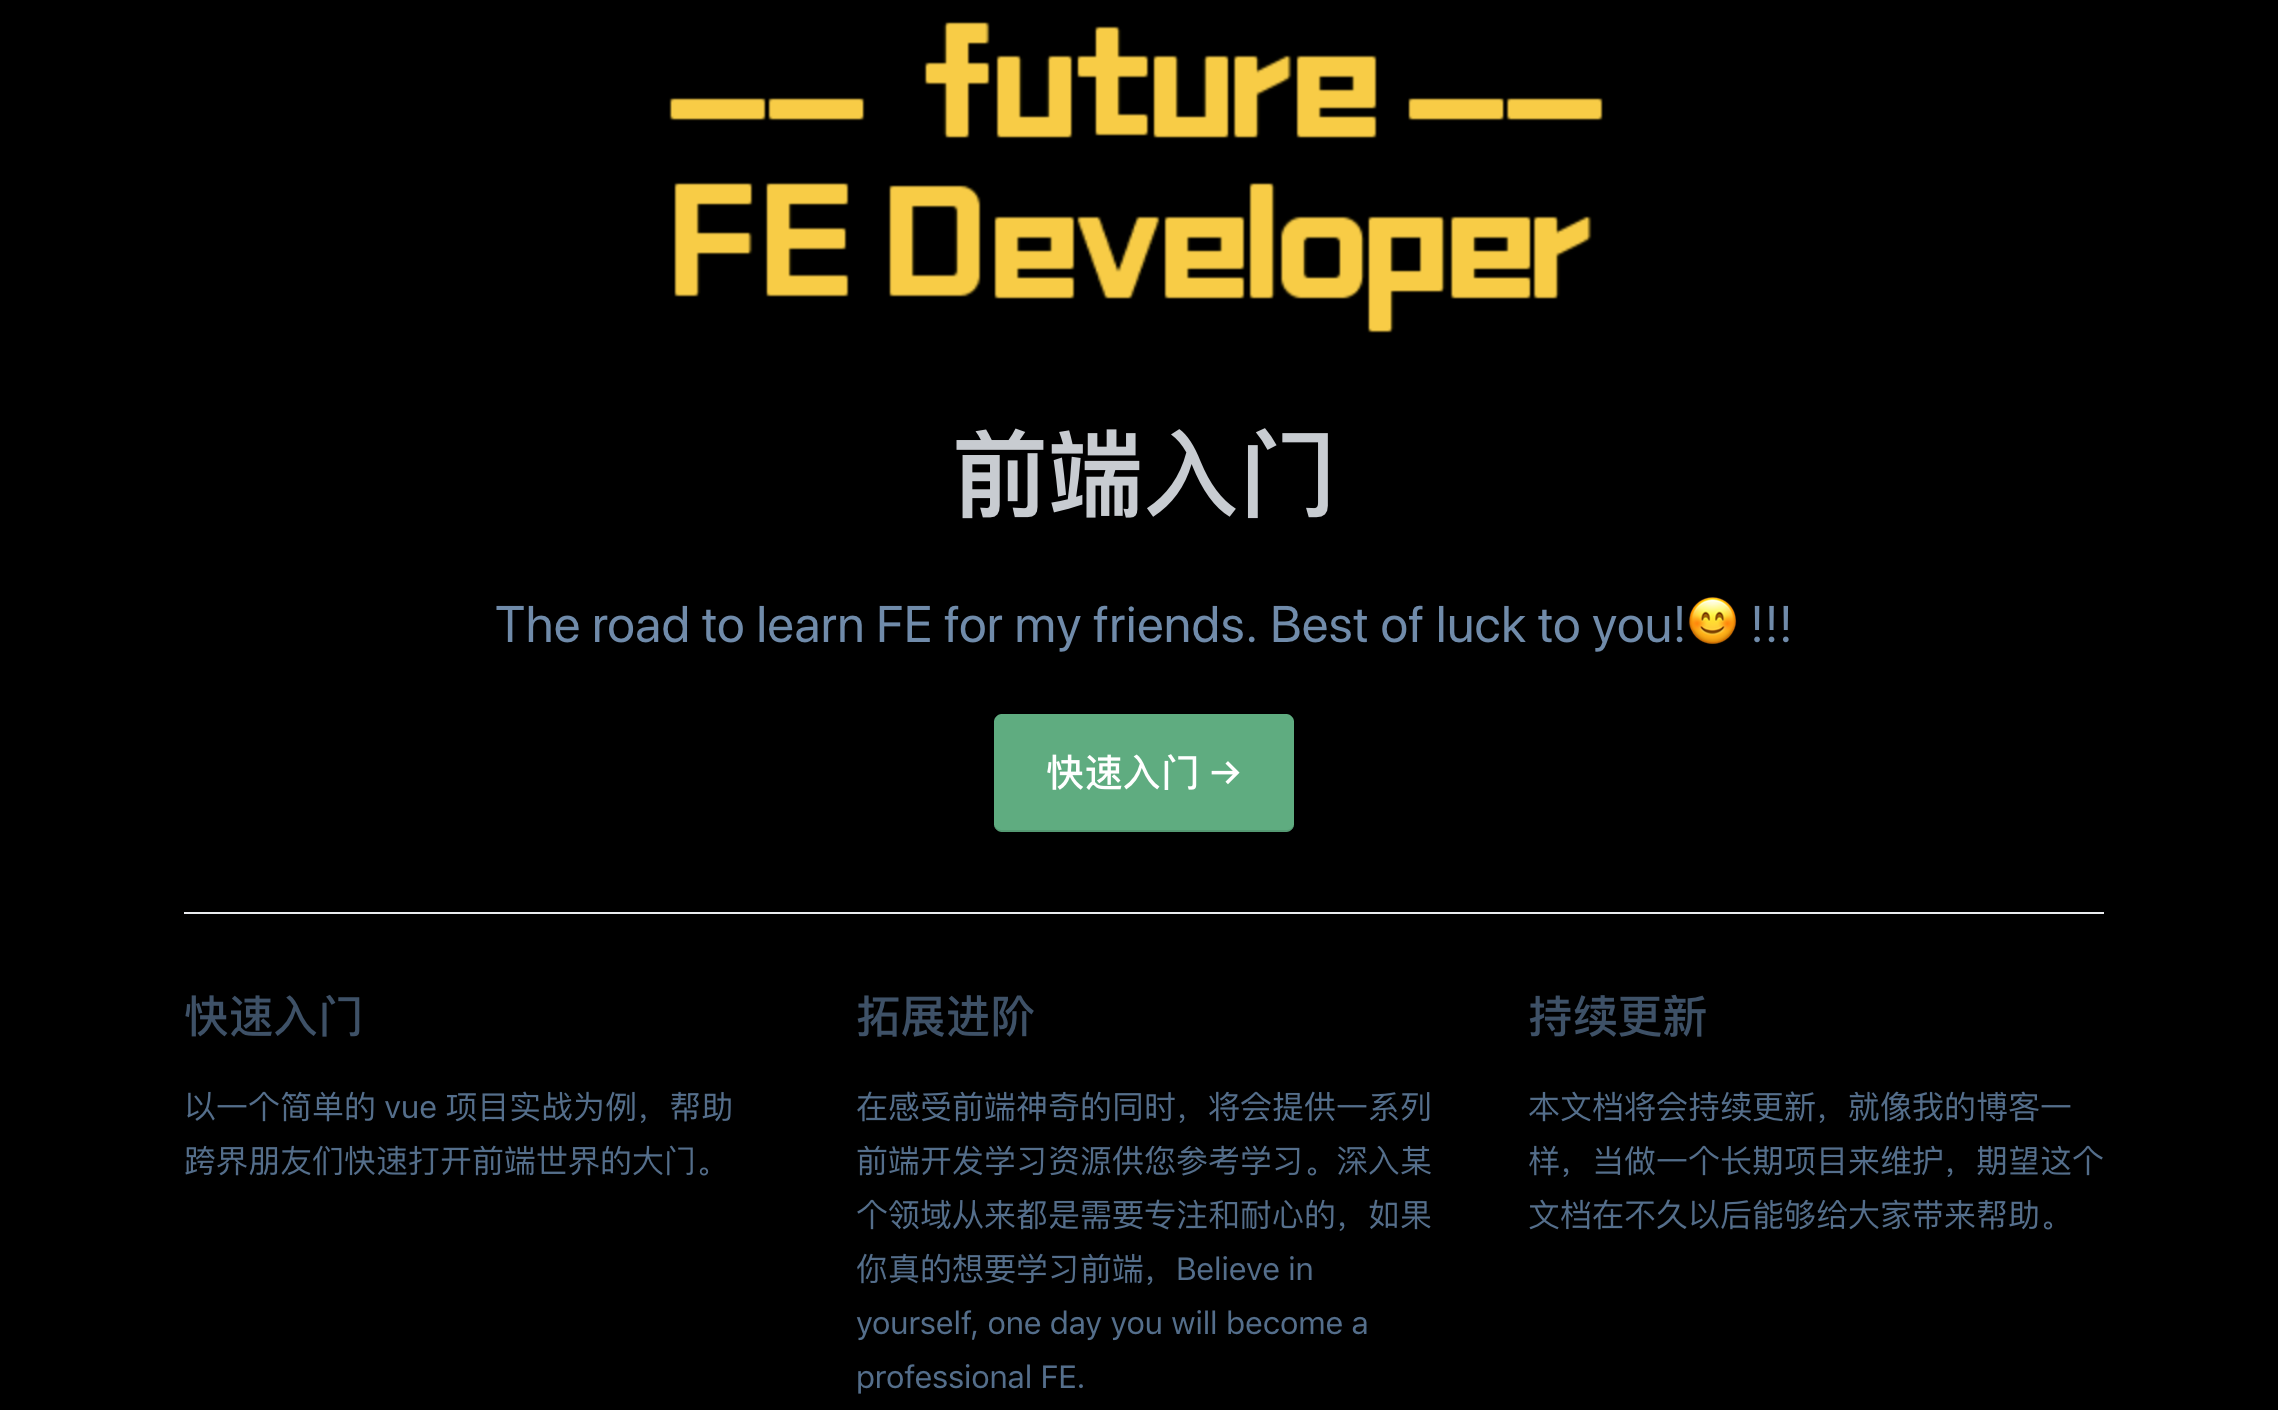 —— future ——
FE Developer
前端入门
The road to learn FE for my friends. Best of luck to you!😊 !!!
快速入门 →
快速入门
以一个简单的 vue 项目实战为例，帮助
跨界朋友们快速打开前端世界的大门。
拓展进阶
在感受前端神奇的同时，将会提供一系列
前端开发学习资源供您参考学习。深入某
个领域从来都是需要专注和耐心的，如果
你真的想要学习前端，Believe in
yourself, one day you will become a
professional FE.
持续更新
本文档将会持续更新，就像我的博客一
样，当做一个长期项目来维护，期望这个
文档在不久以后能够给大家带来帮助。